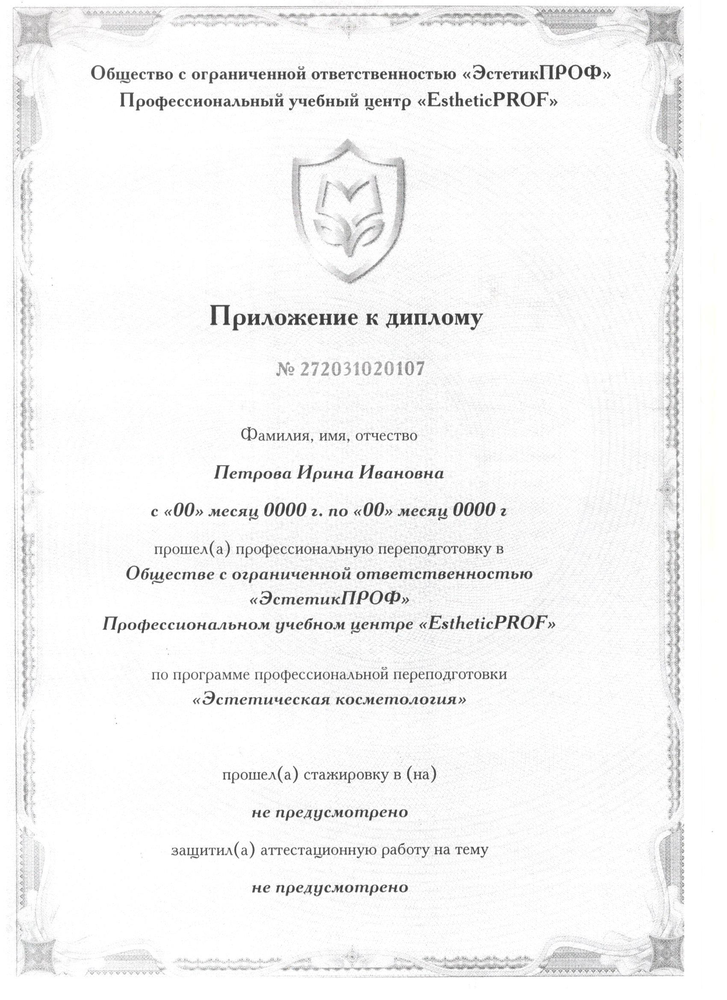 Общество с ограниченной ответственностью «ЭстетикПРОФ»
Профессиональный учебный центр «EstheticPROF»
Приложение к диплому
№ 272031020107
Фамилия, имя, отчество
Петрова Ирина Ивановна
с «00» месяц 0000 г. по «00» месяц 0000 г
прошел(а) профессиональную переподготовку в
Обществе с ограниченной ответственностью
«ЭстетикПРОФ»
Профессиональном учебном центре «EstheticPROF»
по программе профессиональной переподготовки
«Эстетическая косметология»
прошел(а) стажировку в (на)
не предусмотрено
защитил(а) аттестационную работу на тему
не предусмотрено